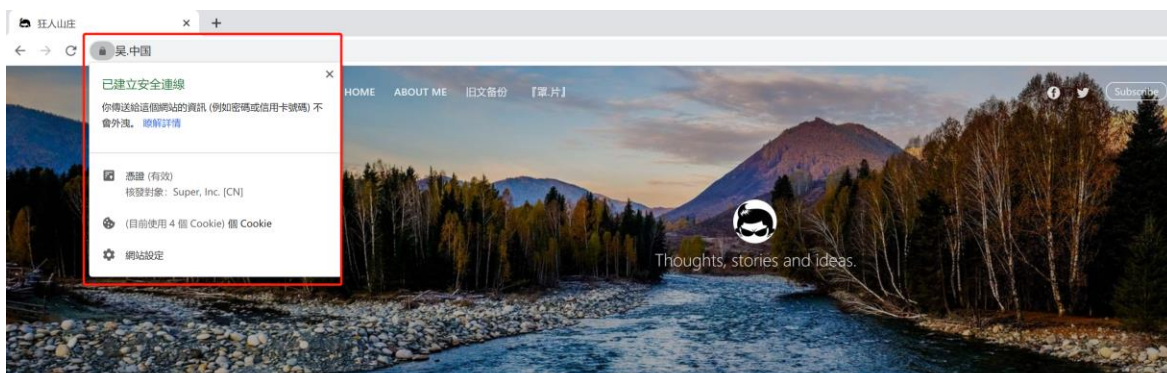 狂人山庄
吴.中国
已建立安全連線
你傳送給這個網站的資訊 (例如密碼或信用卡號碼) 不
會外洩。 瞭解詳情
憑證 (有效)
核發對象：Super, Inc. [CN]
(目前使用 4 個 Cookie) 個 Cookie
網站設定
HOME ABOUT ME 旧文备份 『罩.片』
Subscribe
Thoughts, stories and ideas.